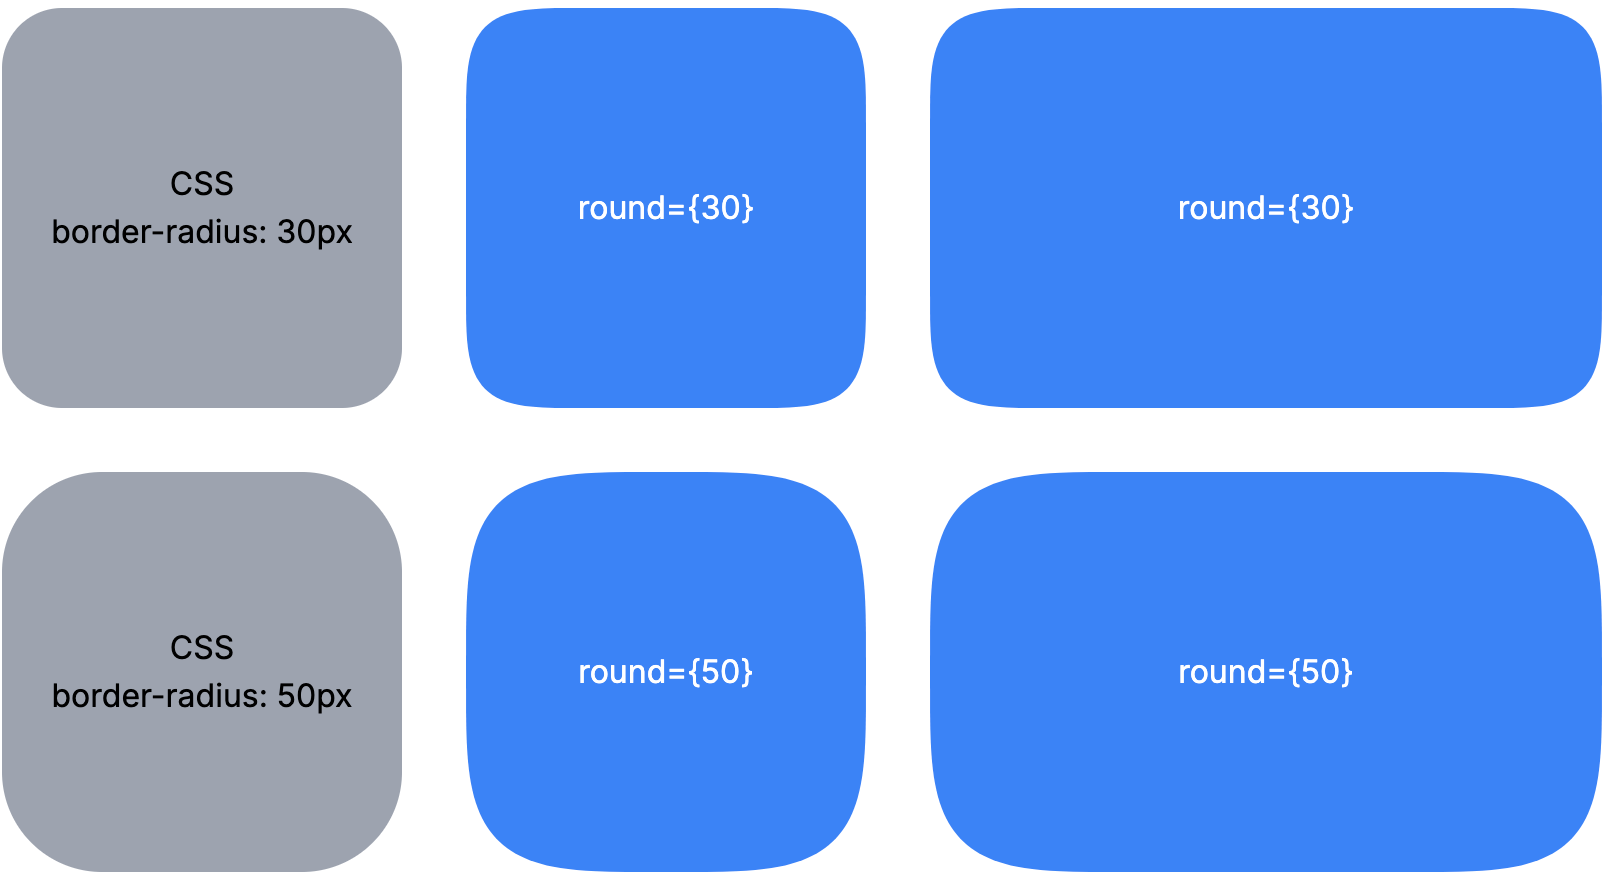 CSS
border-radius: 30px
round={30}
round={30}
CSS
border-radius: 50px
round={50}
round={50}